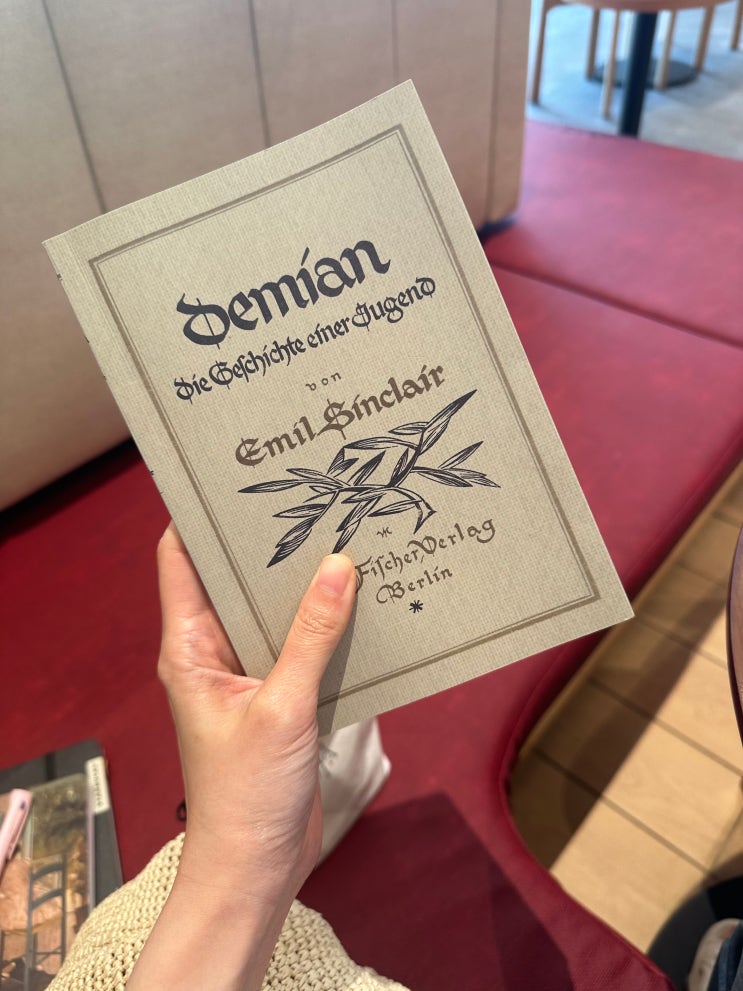 Demian
Die Geschichte einer Jugend
von
Emil Sinclair
Fischer Verlag
Berlin